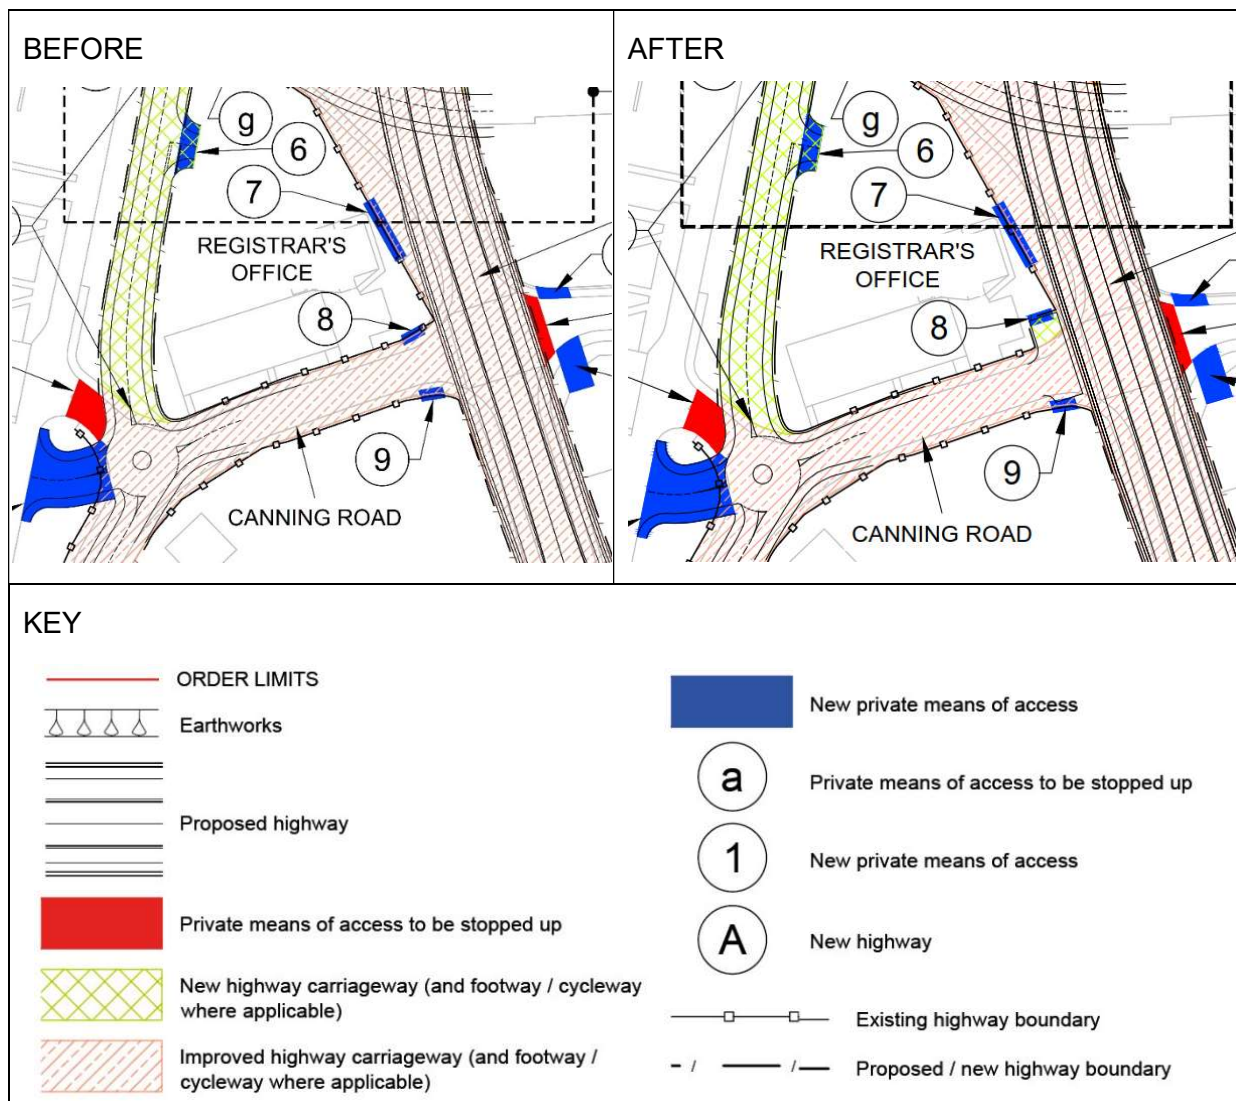 BEFORE
g
6
7
REGISTRAR'S
OFFICE
8
9
CANNING ROAD
AFTER
g
6
7
REGISTRAR'S
OFFICE
8
9
CANNING ROAD
KEY
ORDER LIMITS
Earthworks
Proposed highway
Private means of access to be stopped up
New highway carriageway (and footway / cycleway
where applicable)
Improved highway carriageway (and footway /
cycleway where applicable)
New private means of access
a
Private means of access to be stopped up
1
New private means of access
A
New highway
Existing highway boundary
Proposed / new highway boundary